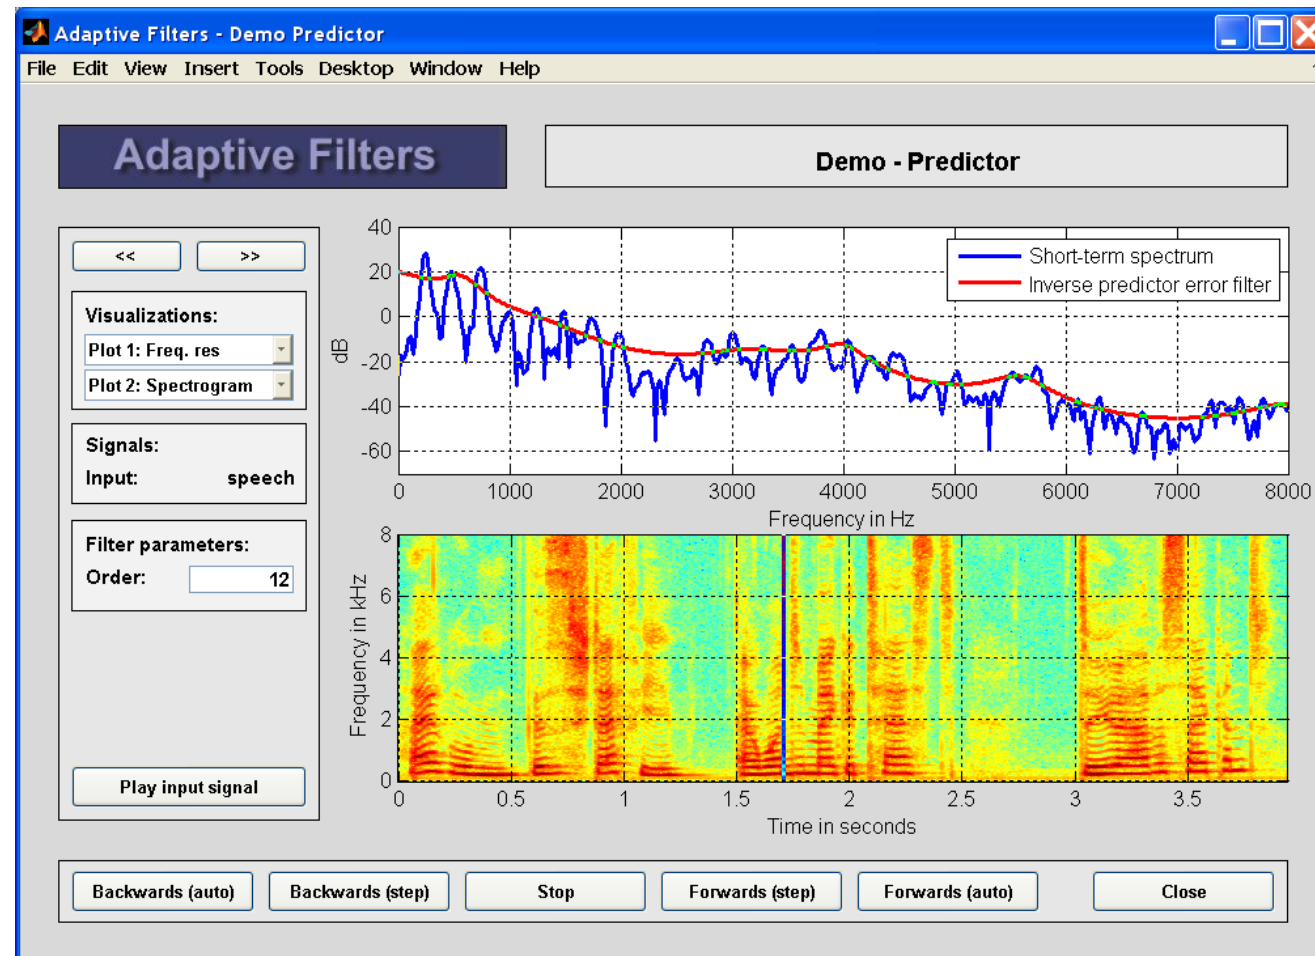 Adaptive Filters - Demo Predictor
File Edit View Insert Tools Desktop Window Help
Adaptive Filters
Demo - Predictor
<< >>
Visualizations:
Plot 1: Freq. res
Plot 2: Spectrogram
Signals:
Input: speech
Filter parameters:
Order: 12
Play input signal
40
20
0
-20
-40
-60
dB
Short-term spectrum
Inverse predictor error filter
0 1000 2000 3000 4000 5000 6000 7000 8000
Frequency in Hz
8
6
4
2
0
Frequency in kHz
0 0.5 1 1.5 2 2.5 3 3.5
Time in seconds
Backwards (auto) Backwards (step) Stop Forwards (step) Forwards (auto) Close